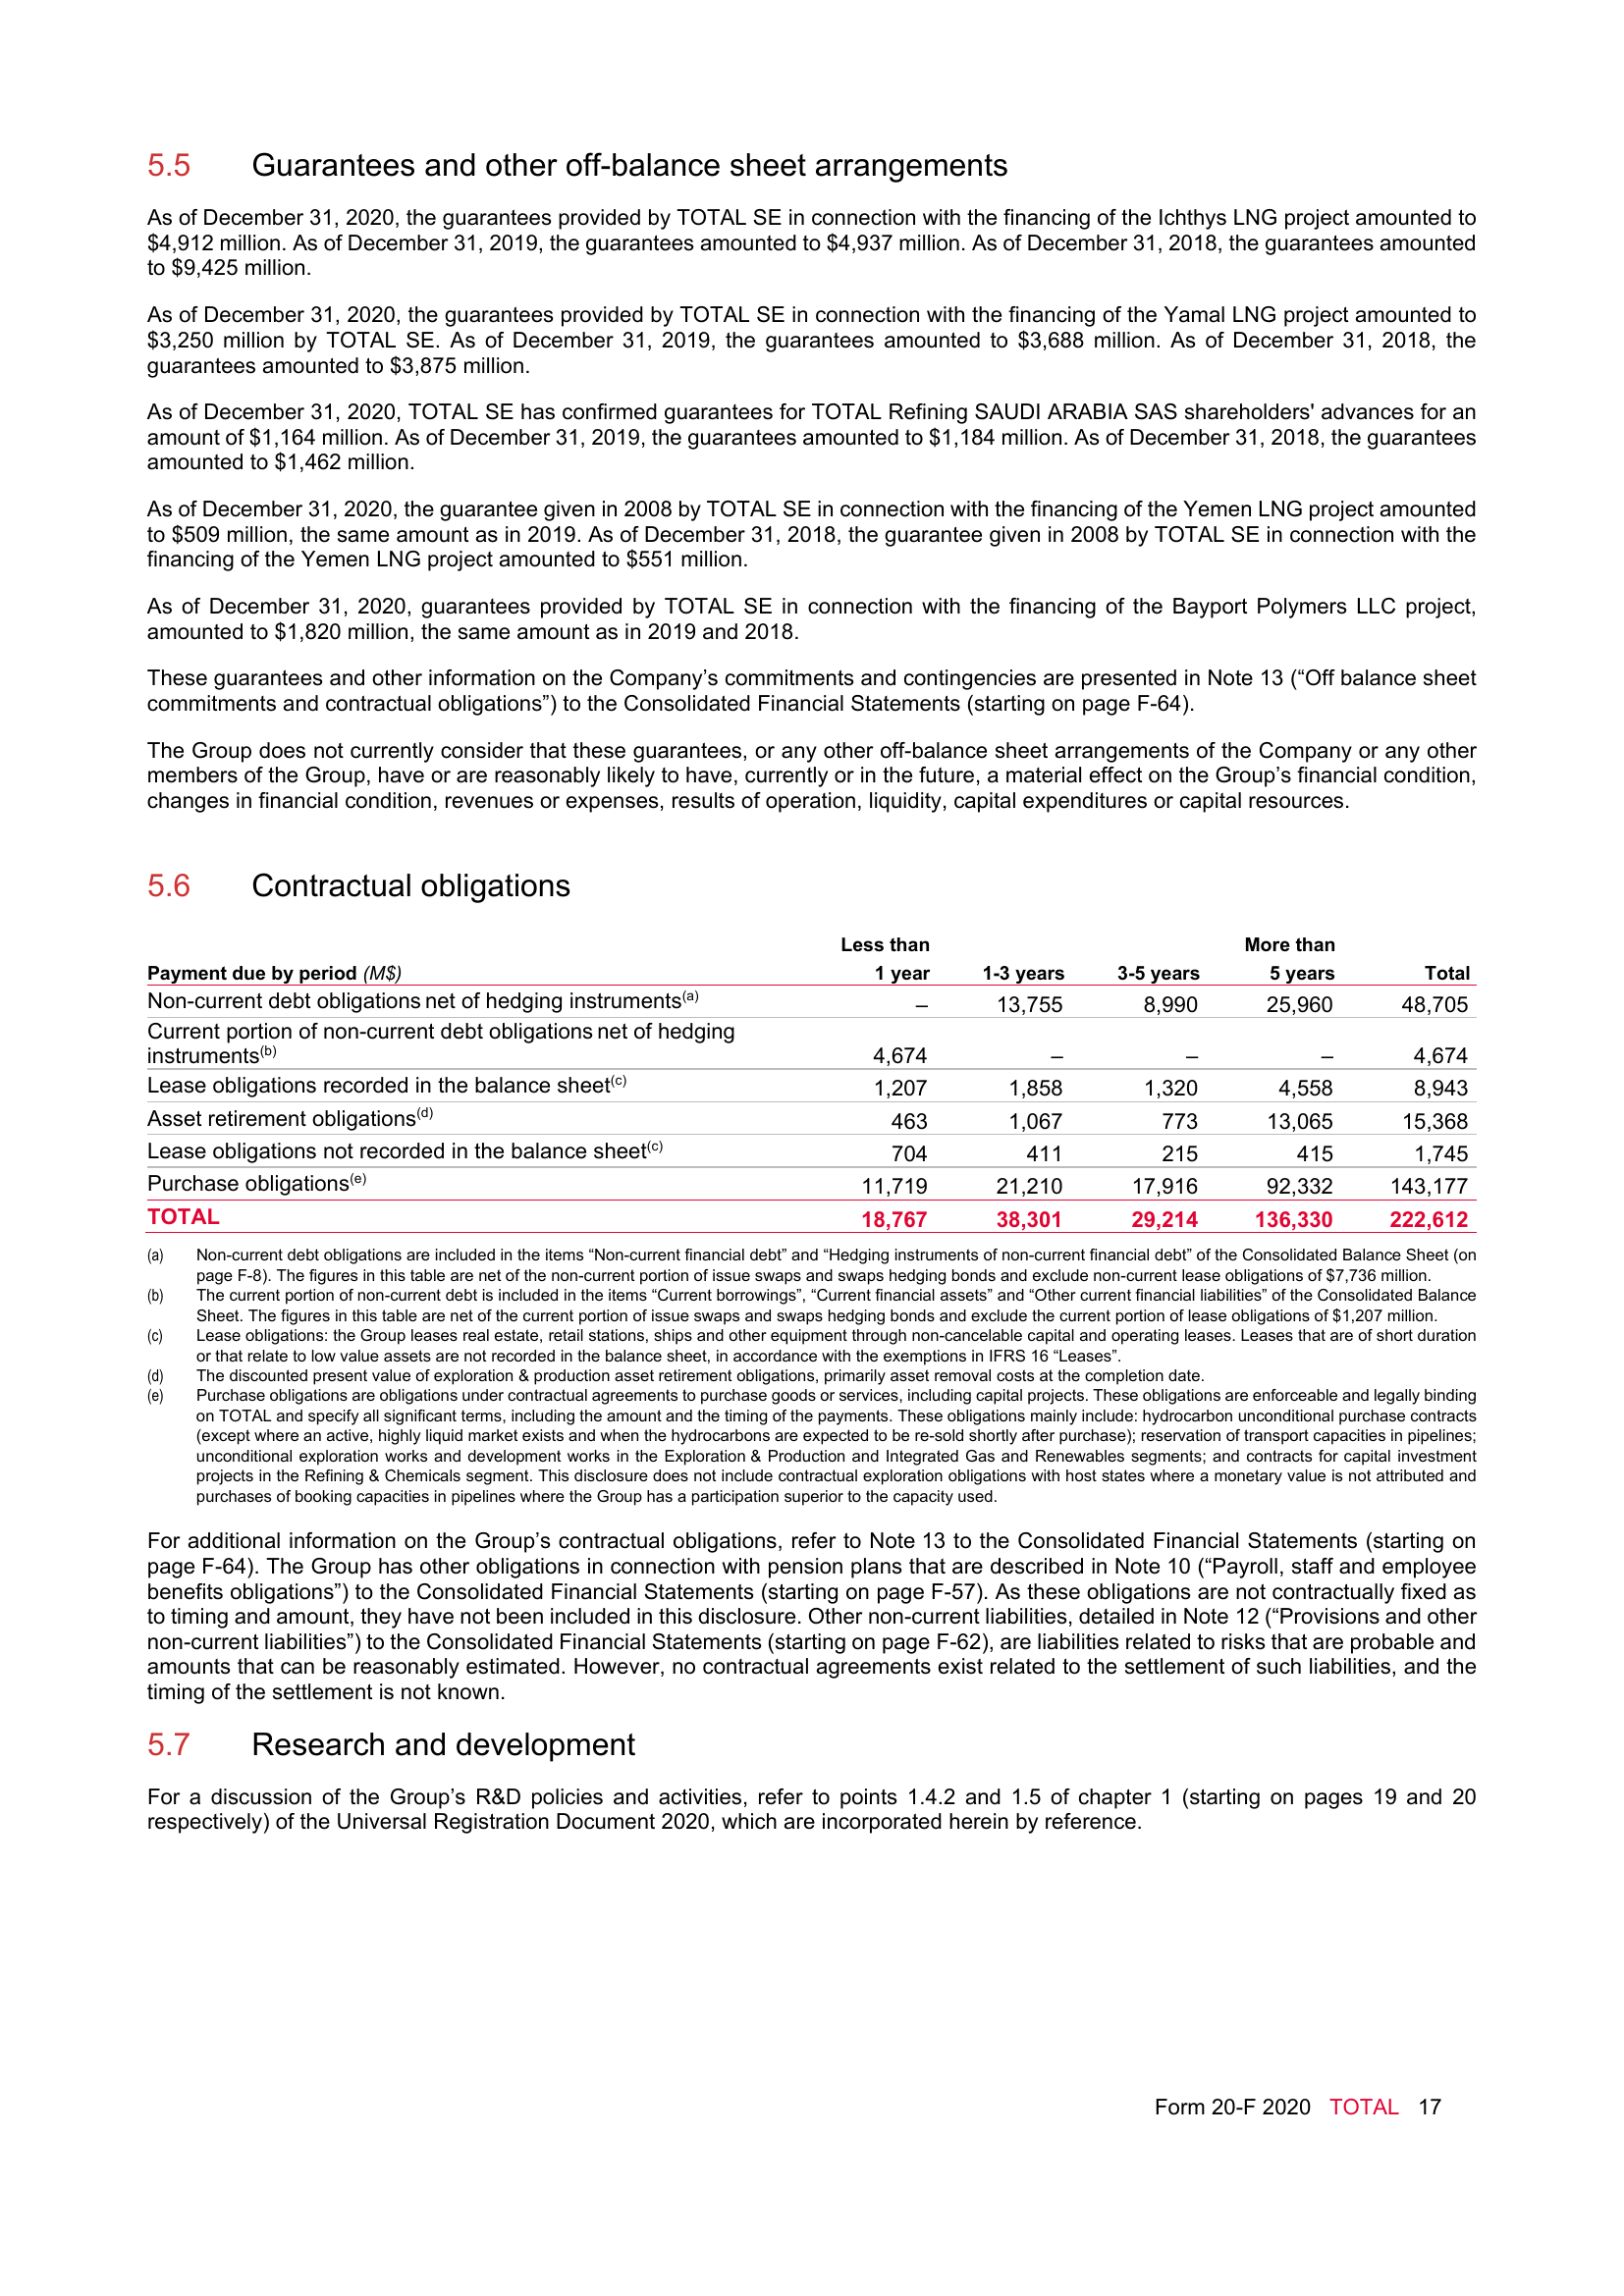 5.5 Guarantees and other off-balance sheet arrangements
As of December 31, 2020, the guarantees provided by TOTAL SE in connection with the financing of the Ichthys LNG project amounted to
$4,912 million. As of December 31, 2019, the guarantees amounted to $4,937 million. As of December 31, 2018, the guarantees amounted
to $9,425 million.
As of December 31, 2020, the guarantees provided by TOTAL SE in connection with the financing of the Yamal LNG project amounted to
$3,250 million by TOTAL SE. As of December 31, 2019, the guarantees amounted to $3,688 million. As of December 31, 2018, the
guarantees amounted to $3,875 million.
As of December 31, 2020, TOTAL SE has confirmed guarantees for TOTAL Refining SAUDI ARABIA SAS shareholders' advances for an
amount of $1,164 million. As of December 31, 2019, the guarantees amounted to $1,184 million. As of December 31, 2018, the guarantees
amounted to $1,462 million.
As of December 31, 2020, the guarantee given in 2008 by TOTAL SE in connection with the financing of the Yemen LNG project amounted
to $509 million, the same amount as in 2019. As of December 31, 2018, the guarantee given in 2008 by TOTAL SE in connection with the
financing of the Yemen LNG project amounted to $551 million.
As of December 31, 2020, guarantees provided by TOTAL SE in connection with the financing of the Bayport Polymers LLC project,
amounted to $1,820 million, the same amount as in 2019 and 2018.
These guarantees and other information on the Company’s commitments and contingencies are presented in Note 13 (“Off balance sheet
commitments and contractual obligations”) to the Consolidated Financial Statements (starting on page F-64).
The Group does not currently consider that these guarantees, or any other off-balance sheet arrangements of the Company or any other
members of the Group, have or are reasonably likely to have, currently or in the future, a material effect on the Group’s financial condition,
changes in financial condition, revenues or expenses, results of operation, liquidity, capital expenditures or capital resources.
5.6 Contractual obligations
Less than More than
Payment due by period (M$) 1 year 1-3 years 3-5 years 5 years Total
Non-current debt obligations net of hedging instruments(a) – 13,755 8,990 25,960 48,705
Current portion of non-current debt obligations net of hedging
instruments(b) 4,674 – – – 4,674
Lease obligations recorded in the balance sheet(c) 1,207 1,858 1,320 4,558 8,943
Asset retirement obligations(d) 463 1,067 773 13,065 15,368
Lease obligations not recorded in the balance sheet(c) 704 411 215 415 1,745
Purchase obligations(e) 11,719 21,210 17,916 92,332 143,177
TOTAL 18,767 38,301 29,214 136,330 222,612
(a) Non-current debt obligations are included in the items “Non-current financial debt” and “Hedging instruments of non-current financial debt” of the Consolidated Balance Sheet (on
page F-8). The figures in this table are net of the non-current portion of issue swaps and swaps hedging bonds and exclude non-current lease obligations of $7,736 million.
(b) The current portion of non-current debt is included in the items “Current borrowings”, “Current financial assets” and “Other current financial liabilities” of the Consolidated Balance
Sheet. The figures in this table are net of the current portion of issue swaps and swaps hedging bonds and exclude the current portion of lease obligations of $1,207 million.
(c) Lease obligations: the Group leases real estate, retail stations, ships and other equipment through non-cancelable capital and operating leases. Leases that are of short duration
or that relate to low value assets are not recorded in the balance sheet, in accordance with the exemptions in IFRS 16 “Leases”.
(d) The discounted present value of exploration & production asset retirement obligations, primarily asset removal costs at the completion date.
(e) Purchase obligations are obligations under contractual agreements to purchase goods or services, including capital projects. These obligations are enforceable and legally binding
on TOTAL and specify all significant terms, including the amount and the timing of the payments. These obligations mainly include: hydrocarbon unconditional purchase contracts
(except where an active, highly liquid market exists and when the hydrocarbons are expected to be re-sold shortly after purchase); reservation of transport capacities in pipelines;
unconditional exploration works and development works in the Exploration & Production and Integrated Gas and Renewables segments; and contracts for capital investment
projects in the Refining & Chemicals segment. This disclosure does not include contractual exploration obligations with host states where a monetary value is not attributed and
purchases of booking capacities in pipelines where the Group has a participation superior to the capacity used.
For additional information on the Group’s contractual obligations, refer to Note 13 to the Consolidated Financial Statements (starting on
page F-64). The Group has other obligations in connection with pension plans that are described in Note 10 (“Payroll, staff and employee
benefits obligations”) to the Consolidated Financial Statements (starting on page F-57). As these obligations are not contractually fixed as
to timing and amount, they have not been included in this disclosure. Other non-current liabilities, detailed in Note 12 (“Provisions and other
non-current liabilities”) to the Consolidated Financial Statements (starting on page F-62), are liabilities related to risks that are probable and
amounts that can be reasonably estimated. However, no contractual agreements exist related to the settlement of such liabilities, and the
timing of the settlement is not known.
5.7 Research and development
For a discussion of the Group’s R&D policies and activities, refer to points 1.4.2 and 1.5 of chapter 1 (starting on pages 19 and 20
respectively) of the Universal Registration Document 2020, which are incorporated herein by reference.
Form 20-F 2020 TOTAL 17